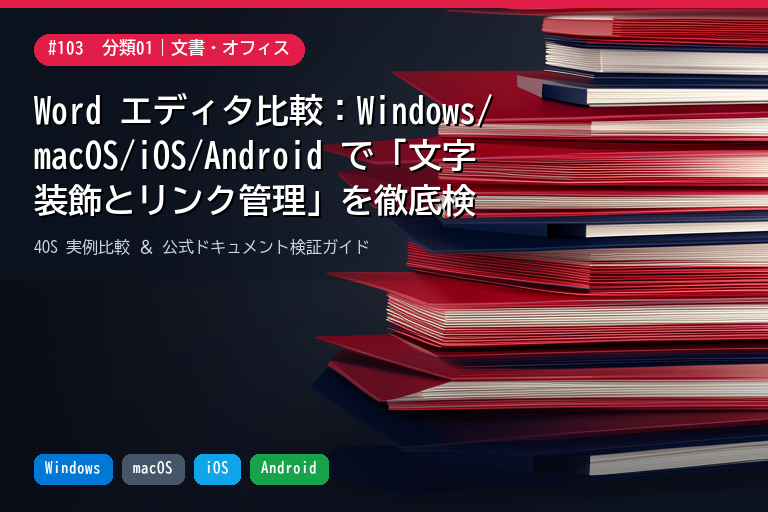 #103 分類01｜文書・オフィス
Word エディタ比較：Windows/
macOS/iOS/Android で「文字
装飾とリンク管理」を徹底検
4OS 実例比較 ＆ 公式ドキュメント検証ガイド
Windows macOS iOS Android